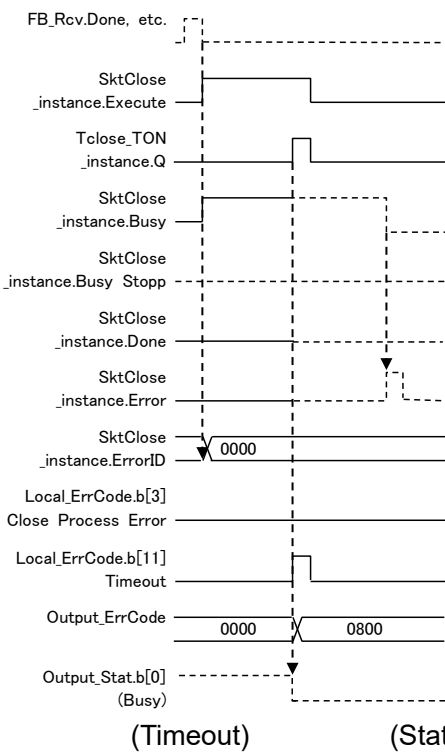 FB_Rcv.Done, etc.
SktClose
_instance.Execute
Tclose_TON
_instance.Q
SktClose
_instance.Busy
SktClose
_instance.Busy Stopp
SktClose
_instance.Done
SktClose
_instance.Error
SktClose
_instance.ErrorID
0000
Local_ErrCode.b[3]
Close Process Error
Local_ErrCode.b[11]
Timeout
Output_ErrCode
0000
0800
Output_Stat.b[0]
(Busy)
(Timeout)
(Stat